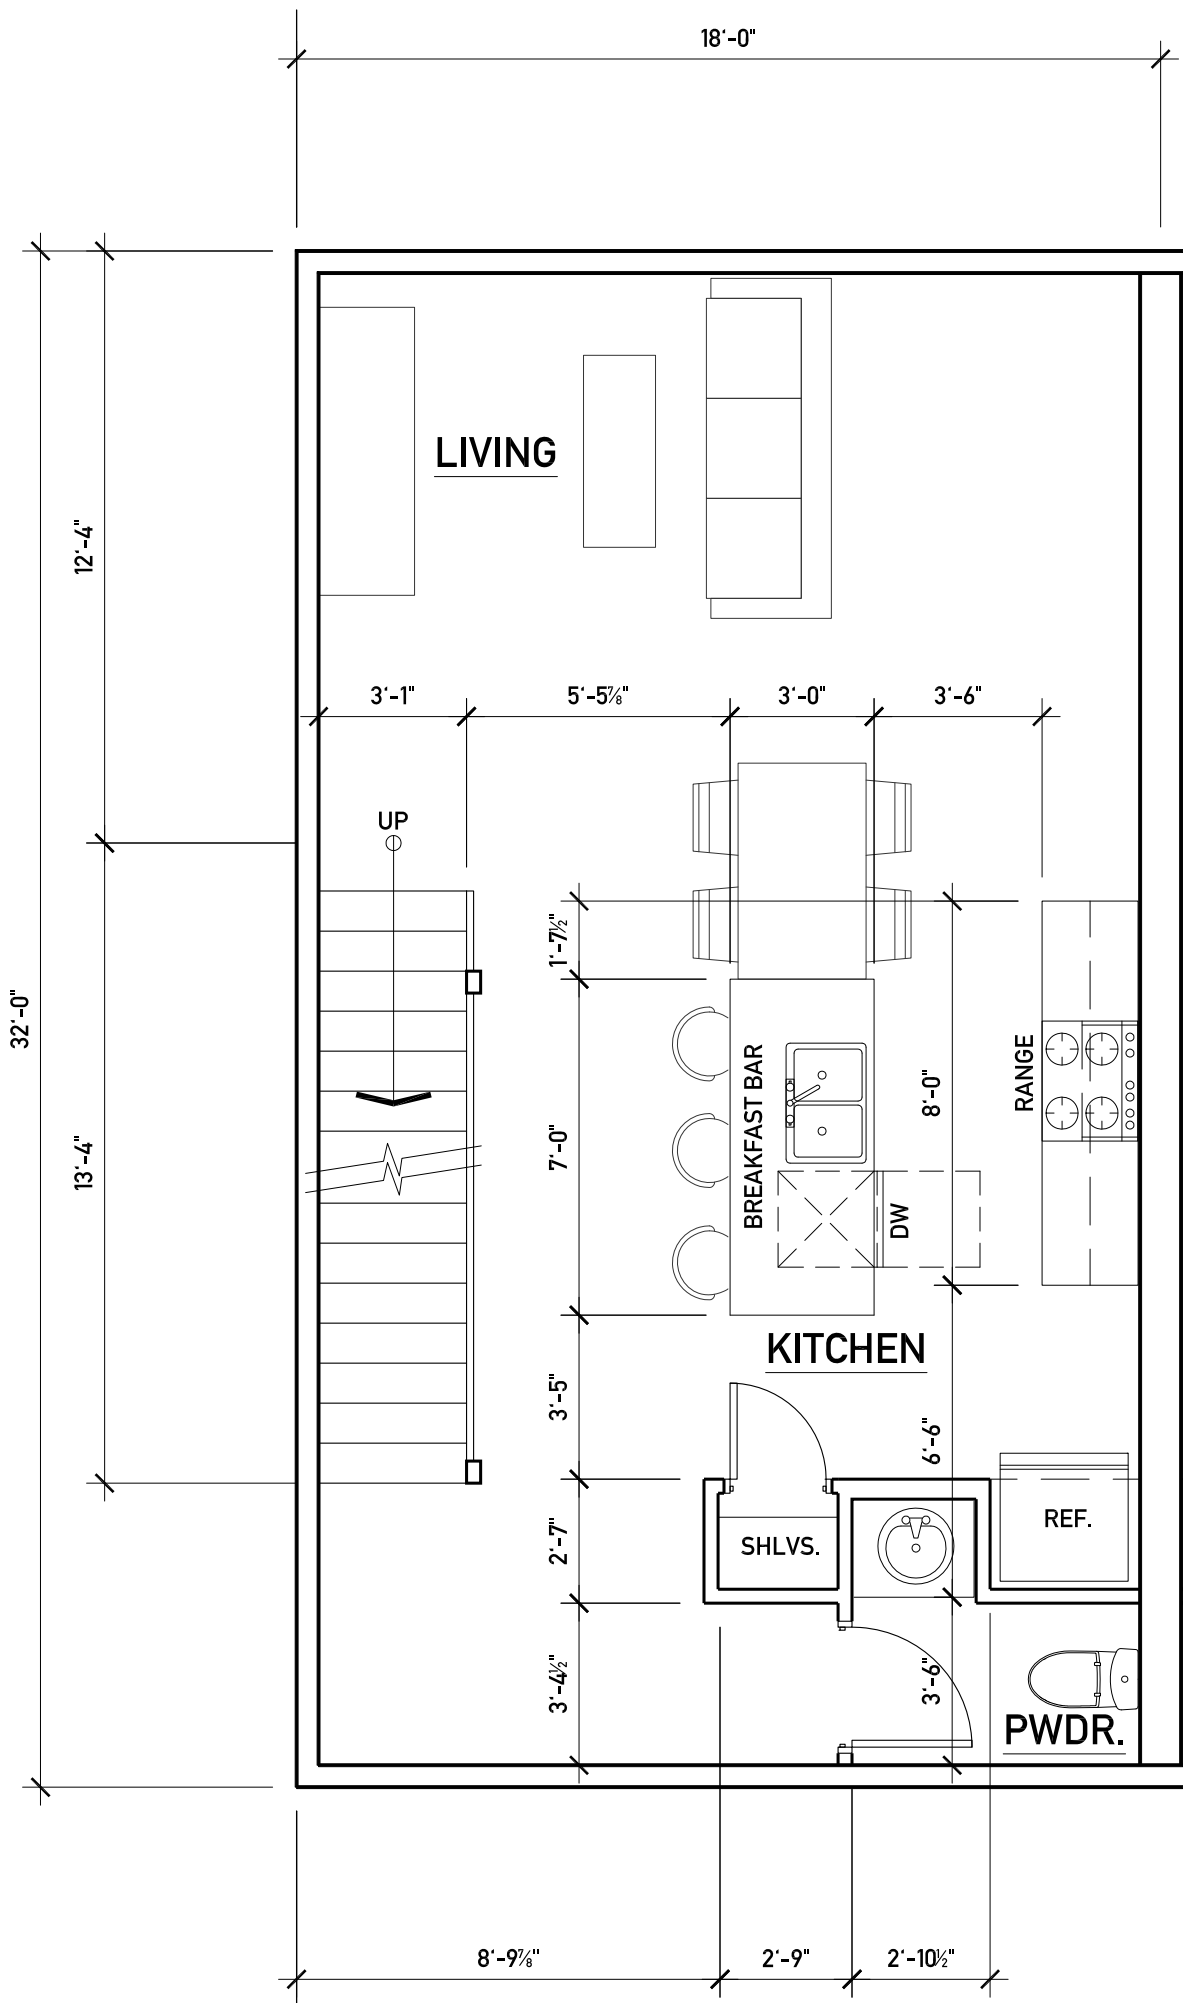 18'-0"
LIVING
12'-4"
3'-1"
5'-5⅞"
3'-0"
3'-6"
UP
1'-7½"
32'-0"
BREAKFAST BAR
RANGE
8'-0"
7'-0"
13'-4"
DW
KITCHEN
3'-5"
6'-6"
REF.
SHLVS.
2'-7"
3'-4½"
3'-6"
PWDR.
8'-9⅞"
2'-9"
2'-10½"